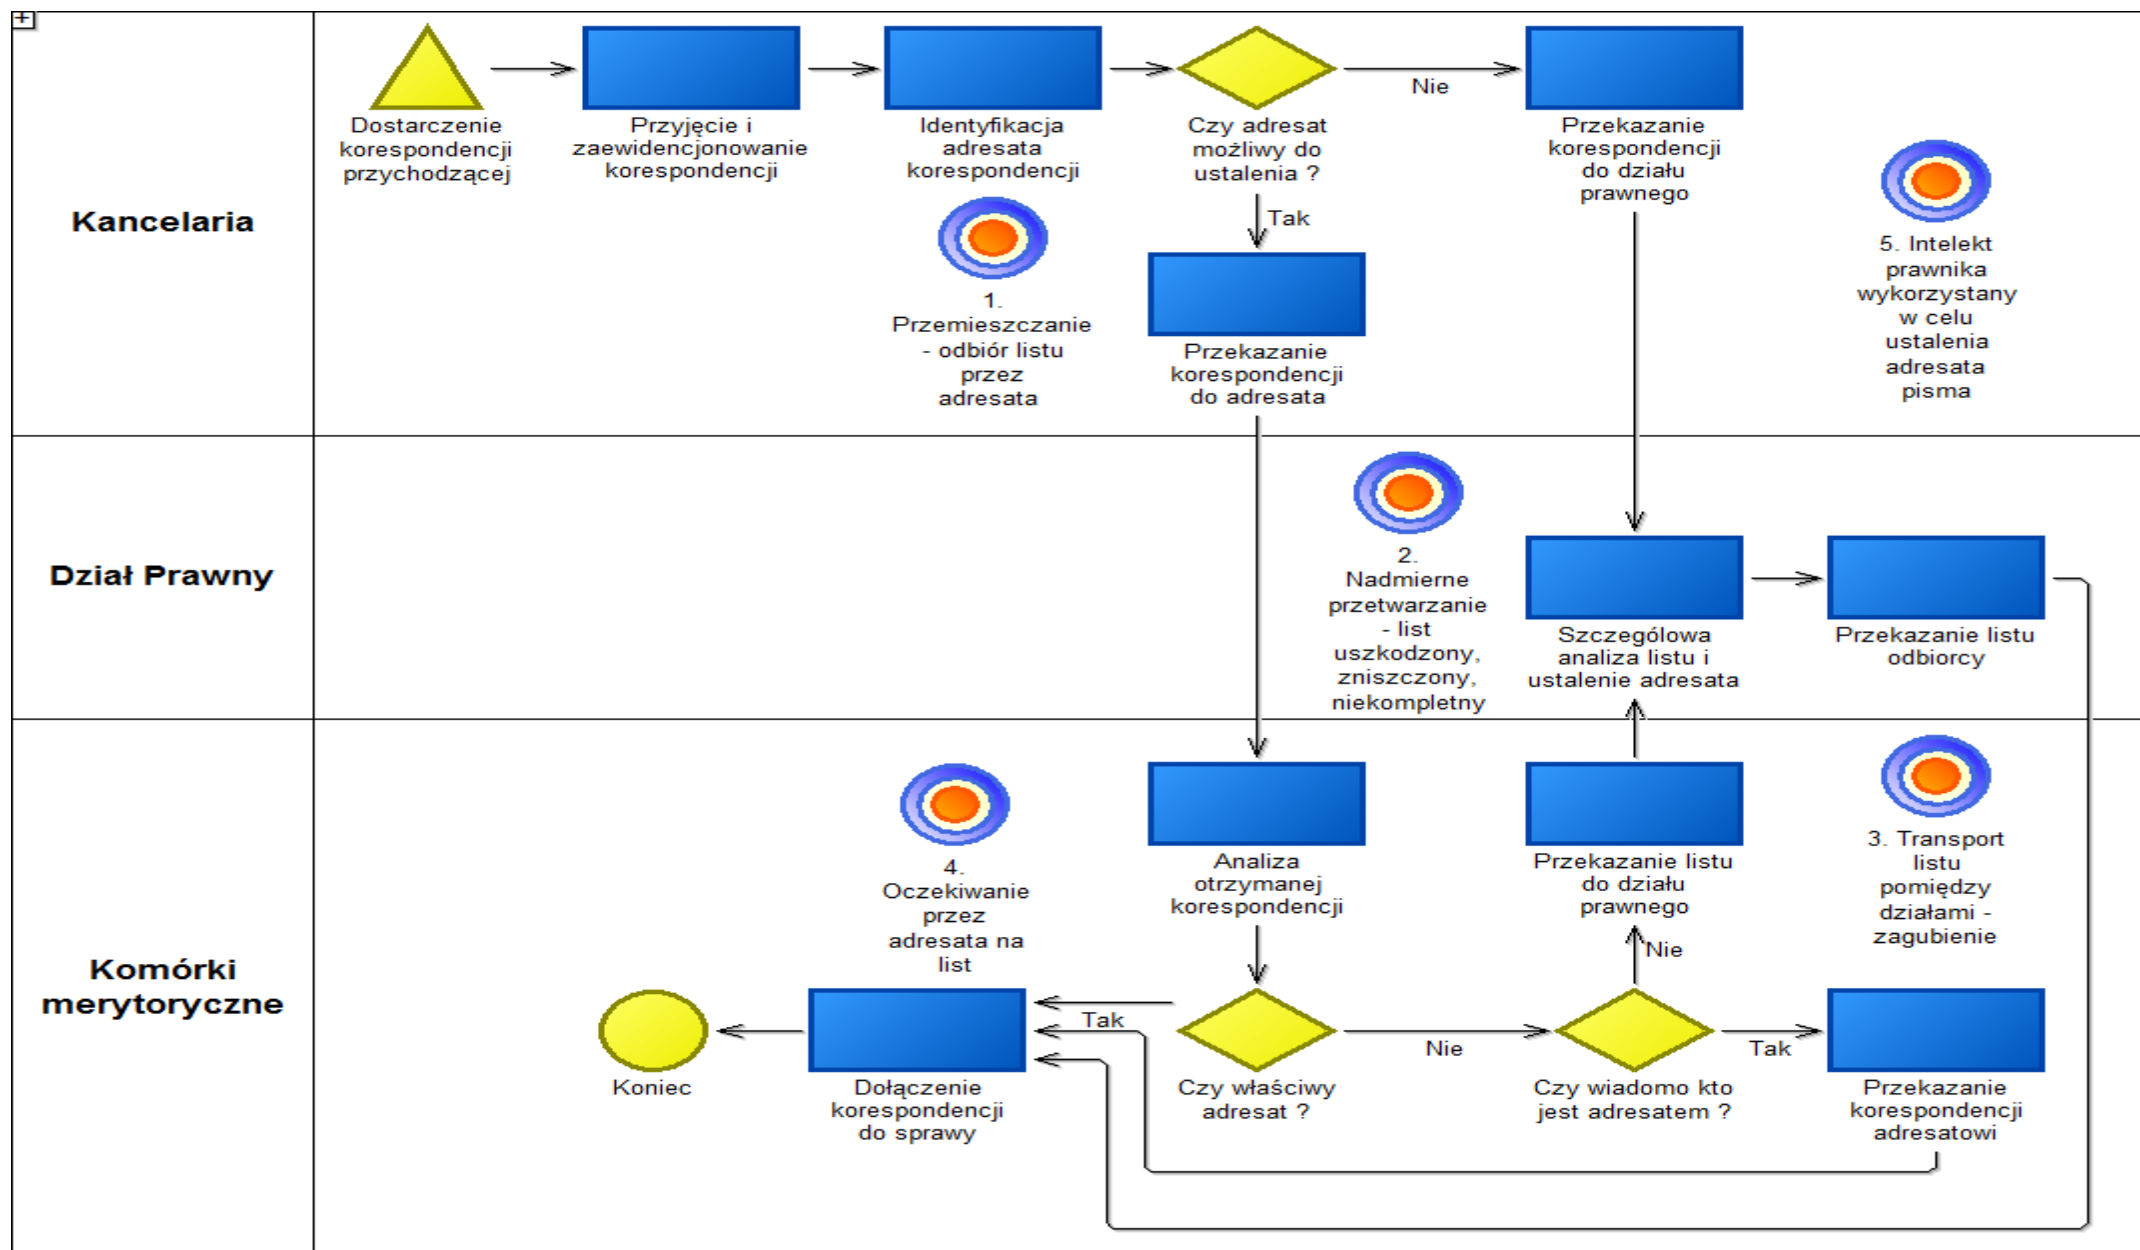 Kancelaria
Dostarczenie
korespondencji
przychodzącej
Przyjęcie i
zaewidencjonowanie
korespondencji
Identyfikacja
adresata
korespondencji
Czy adresat
możliwy do
ustalenia ?
Nie
Tak
Przekazanie
korespondencji
do działu
prawnego
1.
Przemieszczanie
- odbiór listu
przez
adresata
Przekazanie
korespondencji
do adresata
5. Intelekt
prawnika
wykorzystany
w celu
ustalenia
adresata
pisma
Dział Prawny
2.
Nadmierne
przetwarzanie
- list
uszkodzony,
zniszczony,
niekompletny
Szczególowa
analiza listu i
ustalenie adresata
Przekazanie listu
odbiorcy
Komórki
merytoryczne
4.
Oczekiwanie
przez
adresata na
list
Analiza
otrzymanej
korespondencji
Przekazanie listu
do działu
prawnego
3. Transport
listu
pomiędzy
działami -
zagubienie
Nie
Koniec
Dołączenie
korespondencji
do sprawy
Tak
Czy właściwy
adresat ?
Nie
Czy wiadomo kto
jest adresatem ?
Tak
Przekazanie
korespondencji
adresatowi